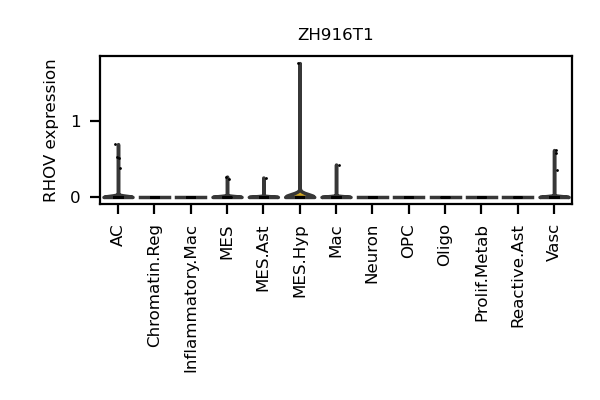 ZH916T1
RHOV expression
1
0
AC
Chromatin.Reg
Inflammatory.Mac
MES
MES.Ast
MES.Hyp
Mac
Neuron
OPC
Oligo
Prolif.Metab
Reactive.Ast
Vasc